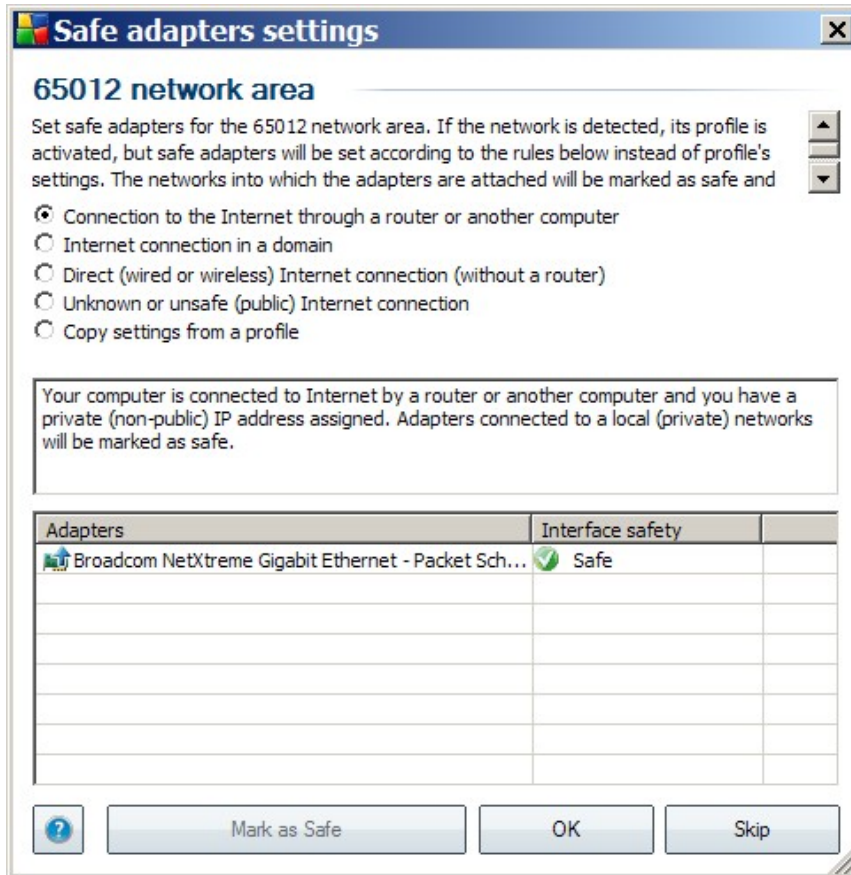 Safe adapters settings
65012 network area
Set safe adapters for the 65012 network area. If the network is detected, its profile is
activated, but safe adapters will be set according to the rules below instead of profile's
settings. The networks into which the adapters are attached will be marked as safe and
Connection to the Internet through a router or another computer
Internet connection in a domain
Direct (wired or wireless) Internet connection (without a router)
Unknown or unsafe (public) Internet connection
Copy settings from a profile
Your computer is connected to Internet by a router or another computer and you have a
private (non-public) IP address assigned. Adapters connected to a local (private) networks
will be marked as safe.
Adapters Interface safety
Broadcom NetXtreme Gigabit Ethernet - Packet Sch... Safe
? Mark as Safe OK Skip